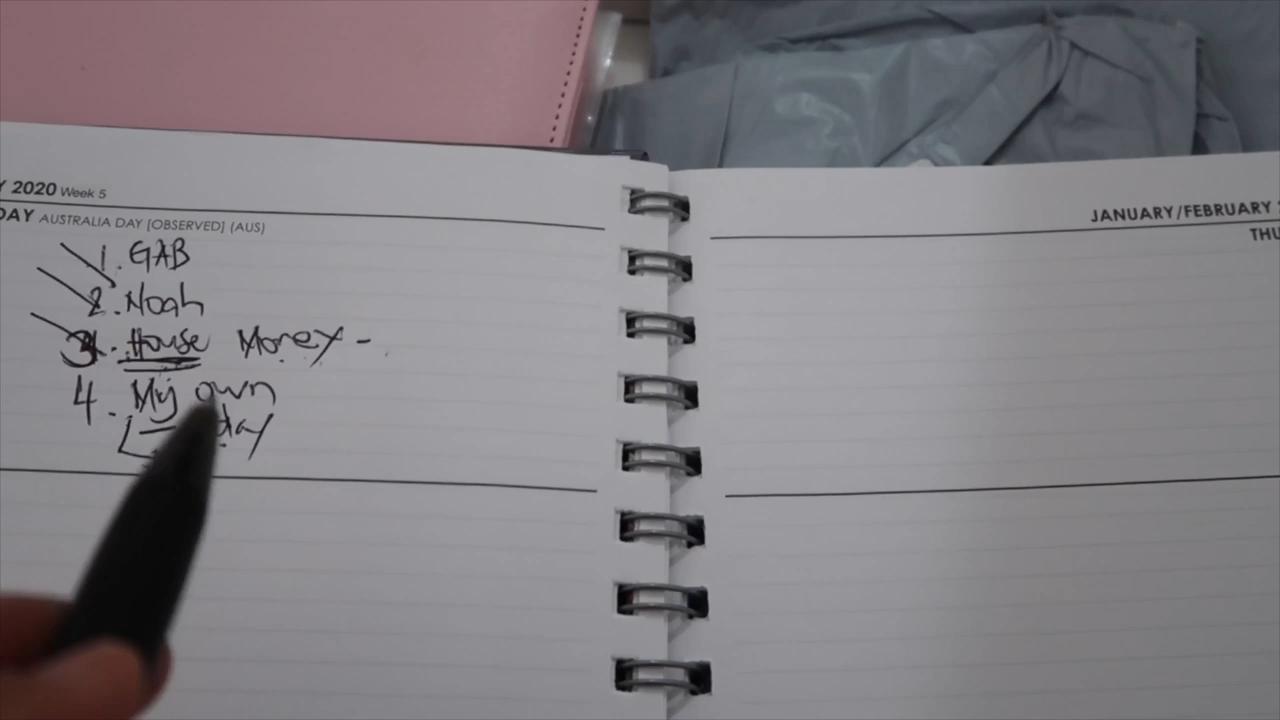 Y 2020 Week 5
DAY AUSTRALIA DAY [OBSERVED] (AUS)
1. GAB
2. Noah
3. House Money -
4. My own
day
JANUARY/FEBRUARY
THU